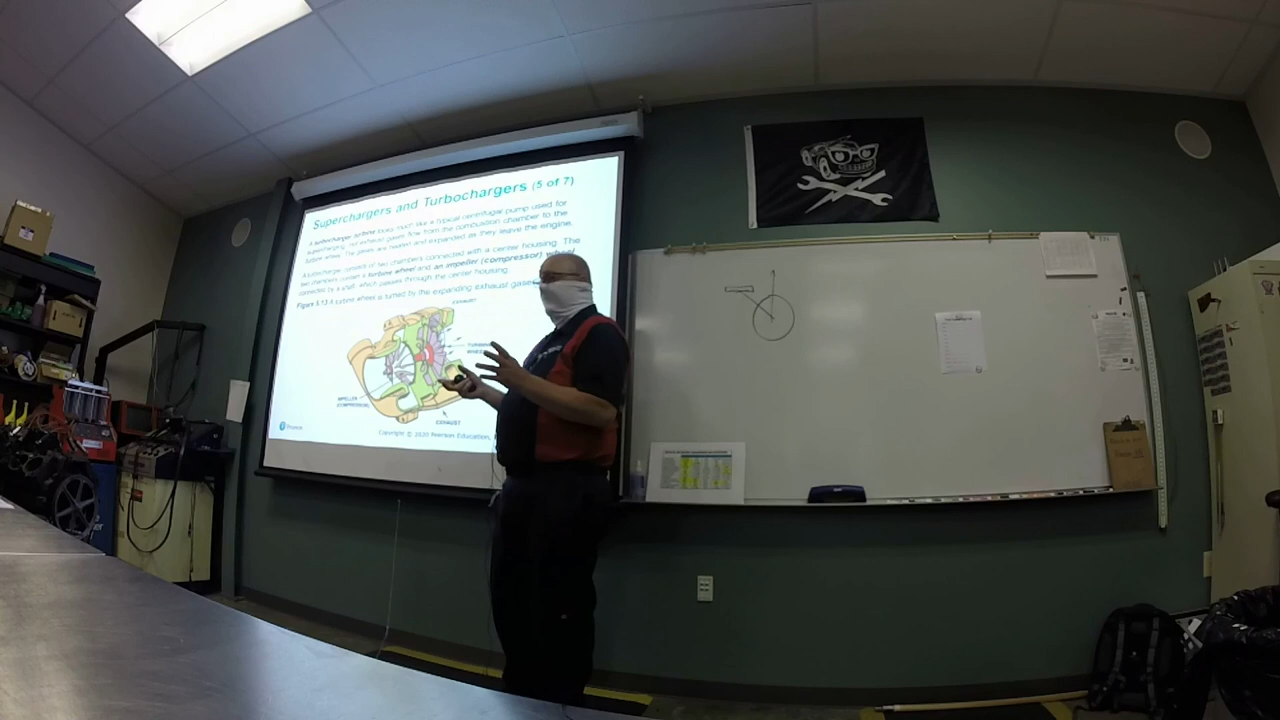 Superchargers and Turbochargers (5 of 7)
A turbocharger turbine looks much like a typical centrifugal pump used for
supercharging, but exhaust gases flow from the combustion chamber to the
turbine wheel. The gases are heated and expanded as they leave the engine.
A turbocharger consists of two chambers connected with a center housing. The
two chambers contain a turbine wheel and an impeller (compressor) wheel
connected by a shaft, which passes through the center housing.
Figure 5.13 A turbine wheel is turned by the expanding exhaust gases
EXHAUST
TURBINE
WHEEL
IMPELLER
(COMPRESSOR)
EXHAUST
Pearson
Copyright © 2020 Pearson Education,